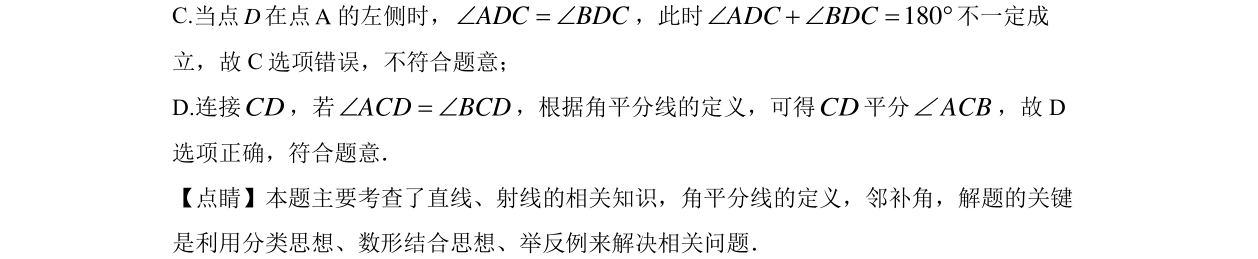 C.当点 D 在点 A 的左侧时，∠ADC = ∠BDC，此时∠ADC + ∠BDC = 180°不一定成
立，故 C 选项错误，不符合题意；
D.连接CD，若∠ACD = ∠BCD，根据角平分线的定义，可得CD平分∠ACB，故 D
选项正确，符合题意．
【点睛】本题主要考查了直线、射线的相关知识，角平分线的定义，邻补角，解题的关键
是利用分类思想、数形结合思想、举反例来解决相关问题．